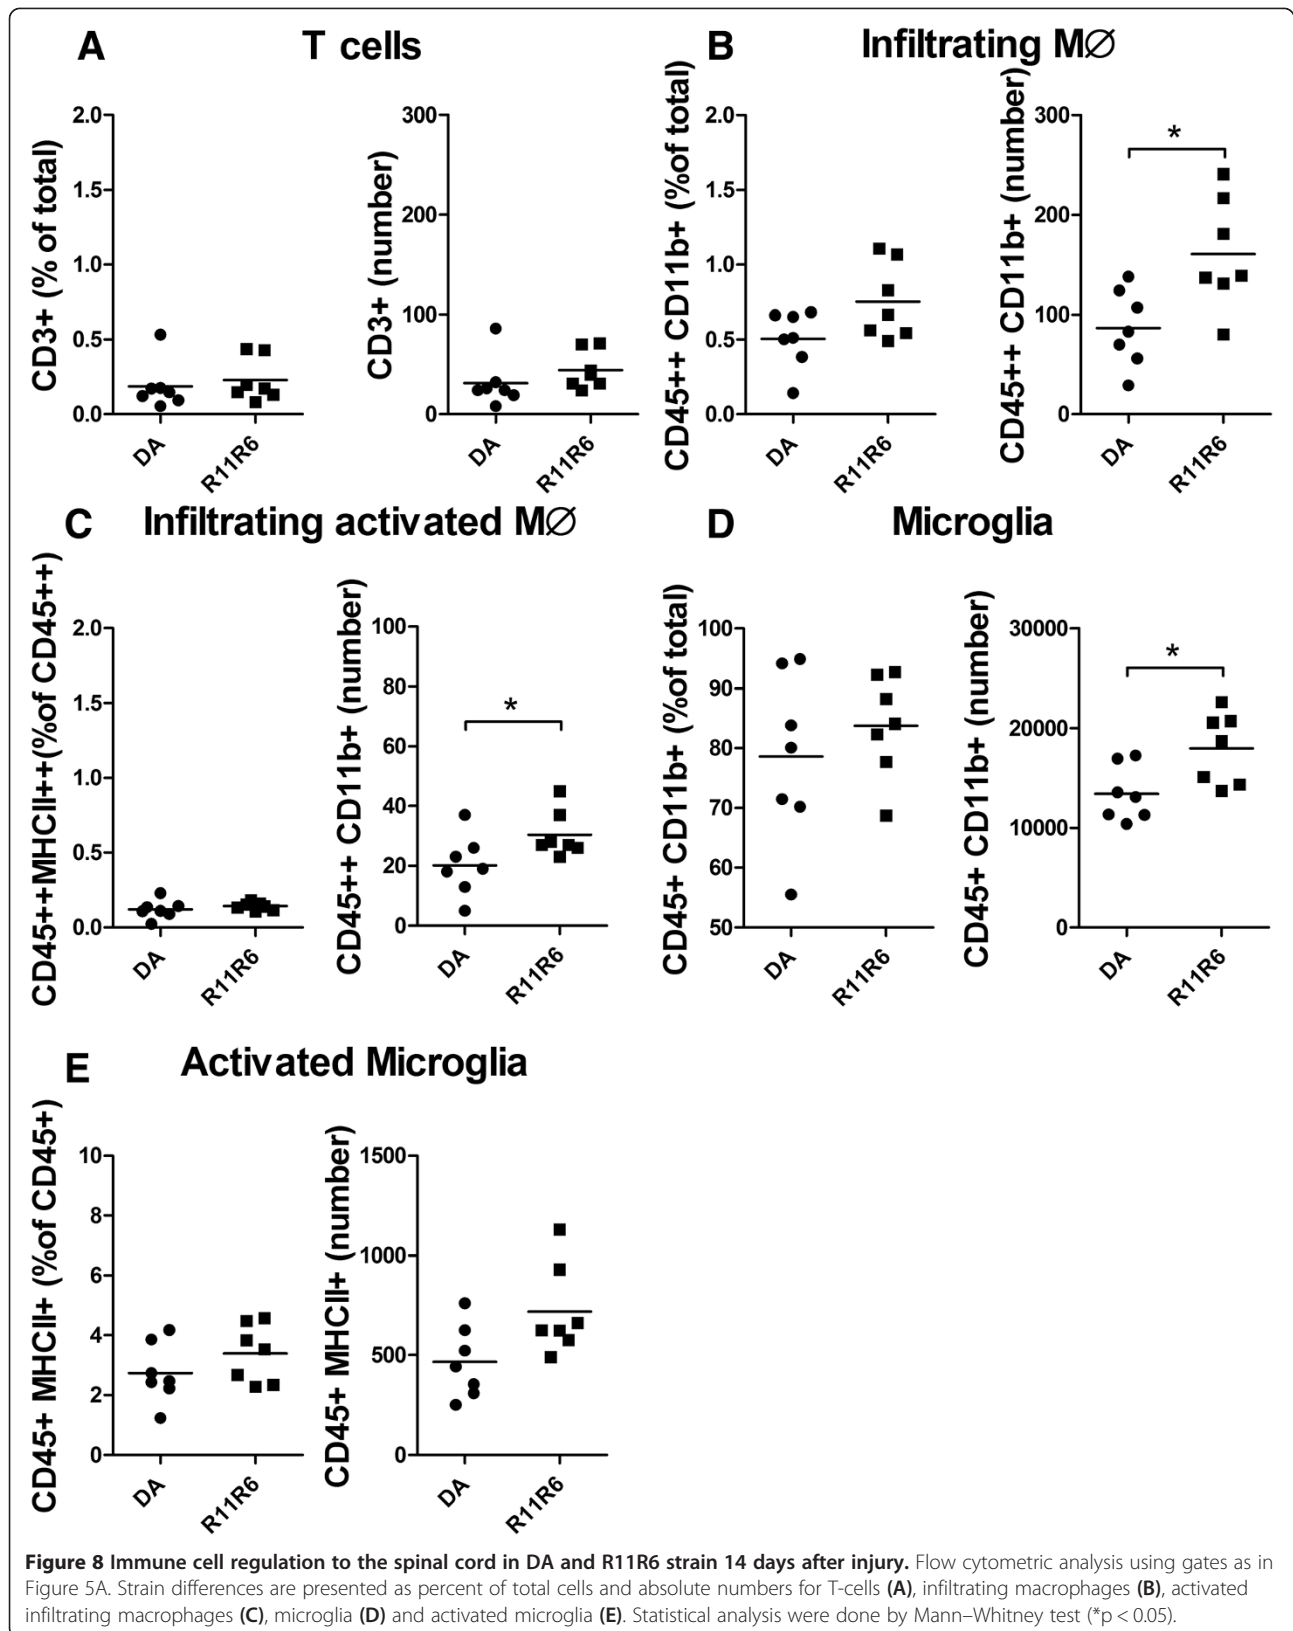 A T cells
CD3+ (% of total)
2.0
1.5
1.0
0.5
0.0
DA
R11R6
CD3+ (number)
300
200
100
0
DA
R11R6
B Infiltrating M∅
CD45++ CD11b+ (%of total)
2.0
1.5
1.0
0.5
0.0
DA
R11R6
CD45++ CD11b+ (number)
300
200
100
0
*
DA
R11R6
C Infiltrating activated M∅
CD45++MHCII++(%of CD45++)
2.0
1.5
1.0
0.5
0.0
DA
R11R6
CD45++ CD11b+ (number)
100
80
60
40
20
0
*
DA
R11R6
D Microglia
CD45+ CD11b+ (%of total)
100
90
80
70
60
50
DA
R11R6
CD45+ CD11b+ (number)
30000
20000
10000
0
*
DA
R11R6
E Activated Microglia
CD45+ MHCII+ (%of CD45+)
10
8
6
4
2
0
DA
R11R6
CD45+ MHCII+ (number)
1500
1000
500
0
DA
R11R6
Figure 8 Immune cell regulation to the spinal cord in DA and R11R6 strain 14 days after injury. Flow cytometric analysis using gates as in
Figure 5A. Strain differences are presented as percent of total cells and absolute numbers for T-cells (A), infiltrating macrophages (B), activated
infiltrating macrophages (C), microglia (D) and activated microglia (E). Statistical analysis were done by Mann–Whitney test (*p < 0.05).